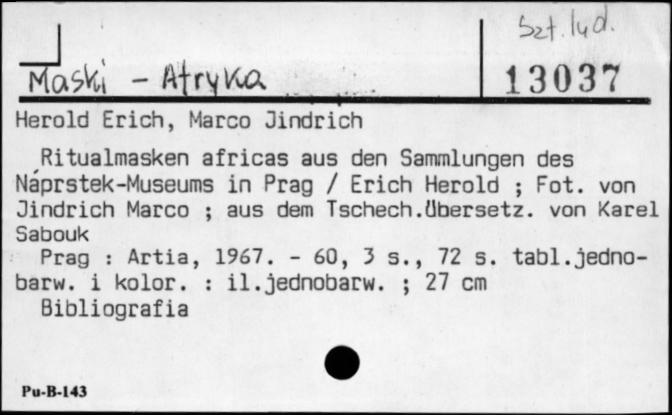 Szt. lud.
Maski - Afryka
13037
Herold Erich, Marco Jindrich
Ritualmasken africas aus den Sammlungen des
Náprstek-Museums in Prag / Erich Herold ; Fot. von
Jindrich Marco ; aus dem Tschech.Übersetz. von Karel
Sabouk
Prag : Artia, 1967. - 60, 3 s., 72 s. tabl.jedno-
barw. i kolor. : il.jednobarw. ; 27 cm
Bibliografia
Pu-B-143